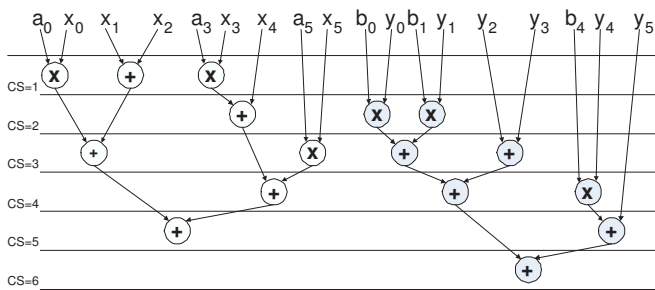 a0 x0 x1 x2 a3 x3 x4 a5 x5 b0 y0 b1 y1 y2 y3 b4 y4 y5
x + x
CS=1
+ x x
CS=2
+ x + +
CS=3
+ + x
CS=4
+ +
CS=5
+
CS=6